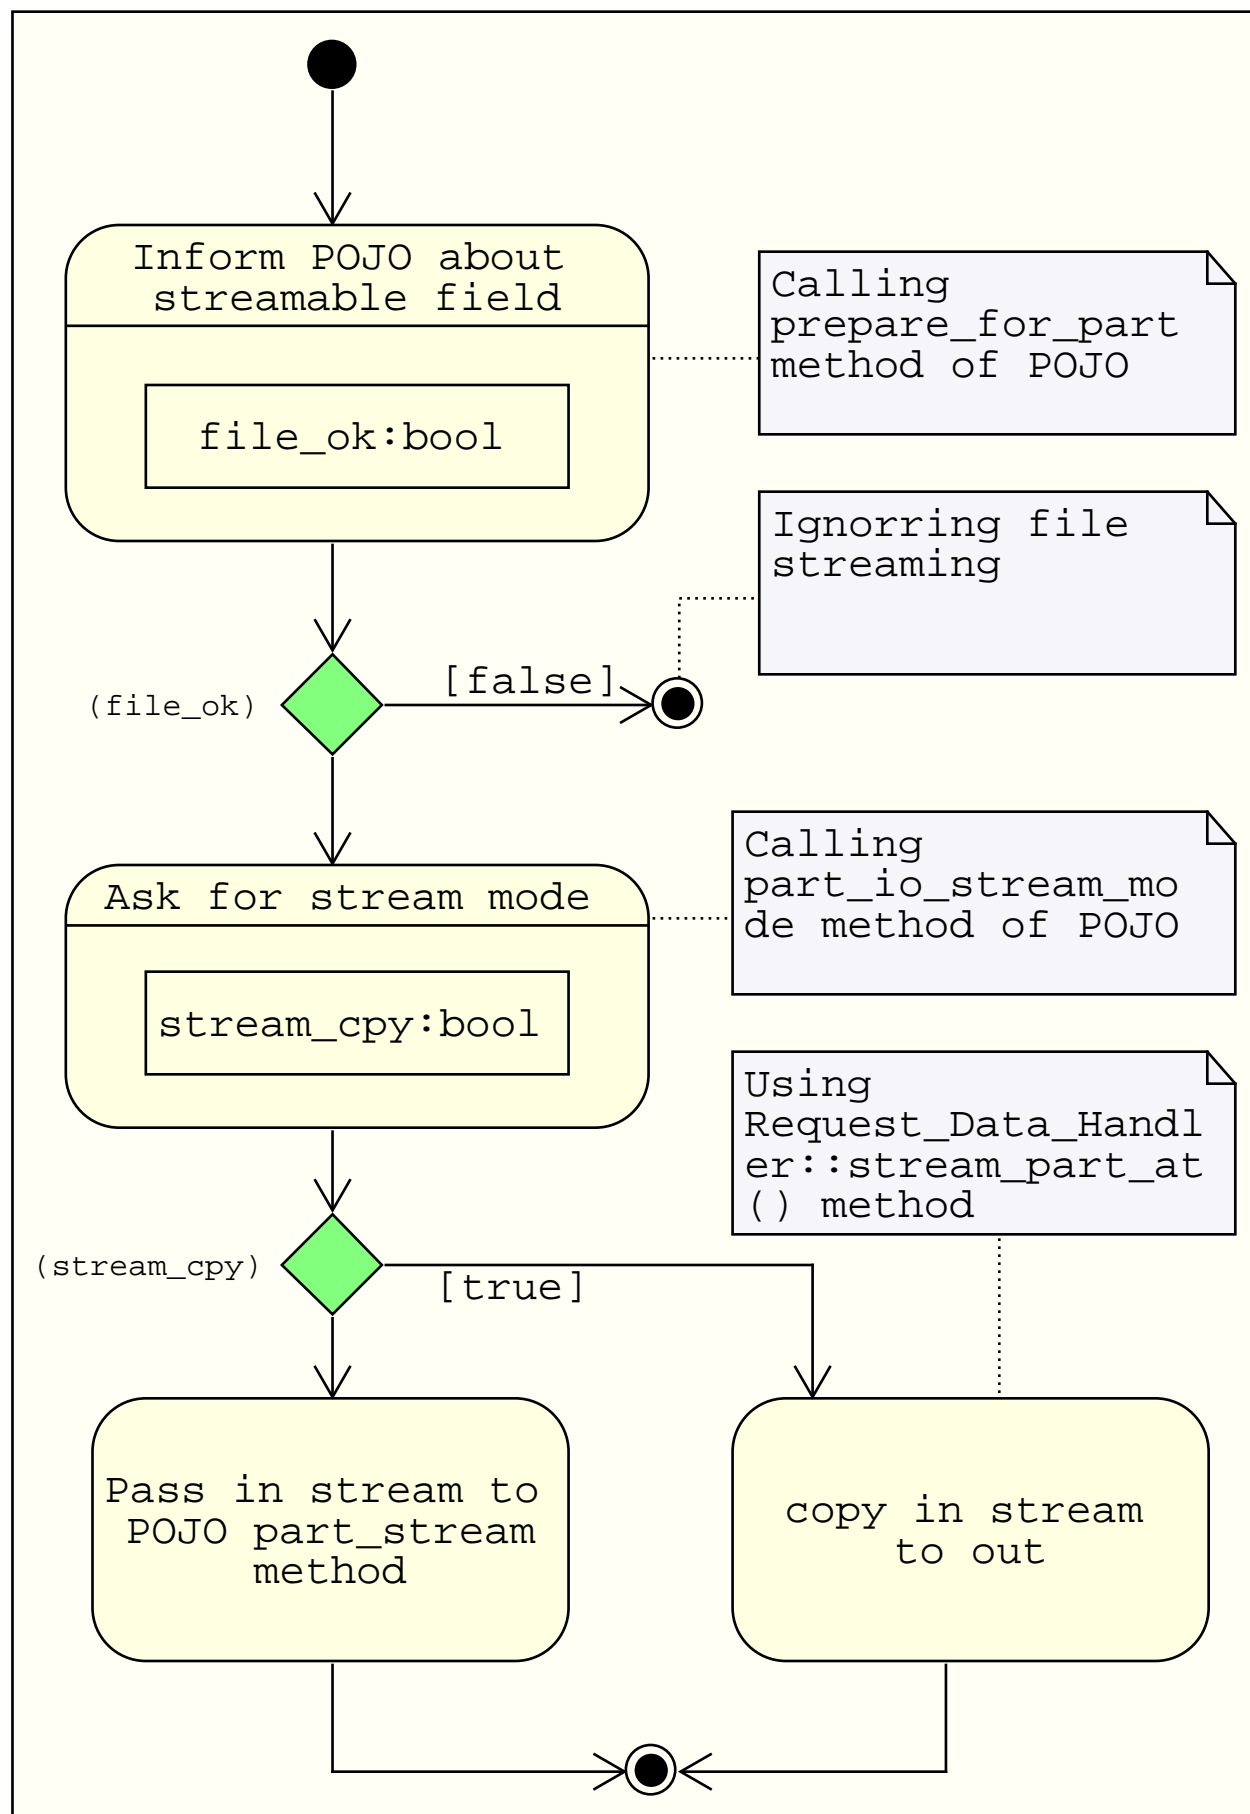 Inform POJO about
streamable field
file_ok:bool
Calling
prepare_for_part
method of POJO
Ignorring file
streaming
(file_ok)
[false]
Ask for stream mode
stream_cpy:bool
Calling
part_io_stream_mo
de method of POJO
Using
Request_Data_Handl
er::stream_part_at
() method
(stream_cpy)
[true]
Pass in stream to
POJO part_stream
method
copy in stream
to out